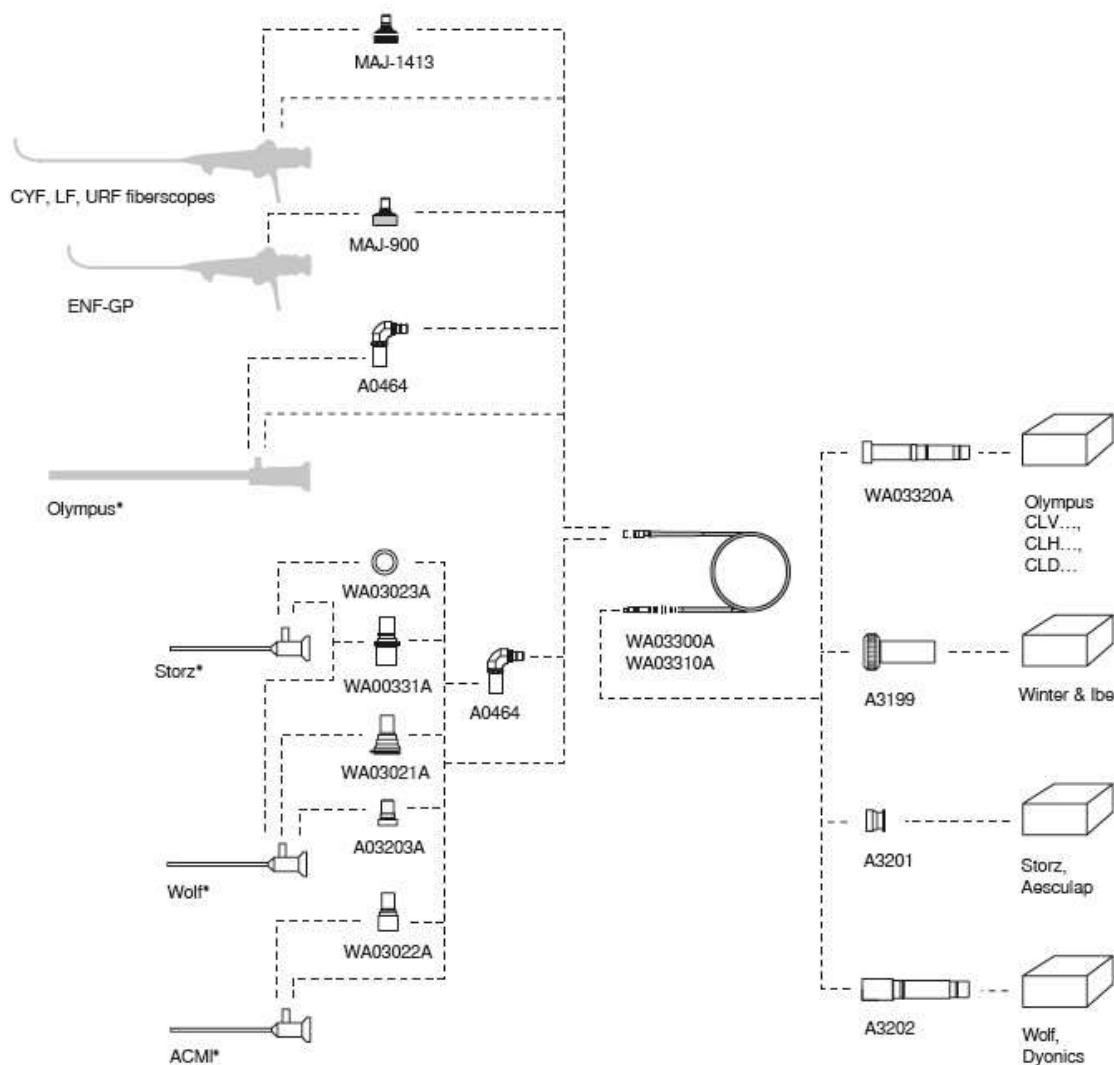 MAJ-1413
CYF, LF, URF fiberscopes
MAJ-900
ENF-GP
A0464
Olympus*
WA03023A
Storz*
WA00331A
A0464
WA03021A
A03203A
Wolf*
WA03022A
ACMI*
WA03300A
WA03310A
WA03320A
Olympus
CLV...,
CLH...,
CLD...
A3199
Winter & Ibe
A3201
Storz,
Aesculap
A3202
Wolf,
Dyonics